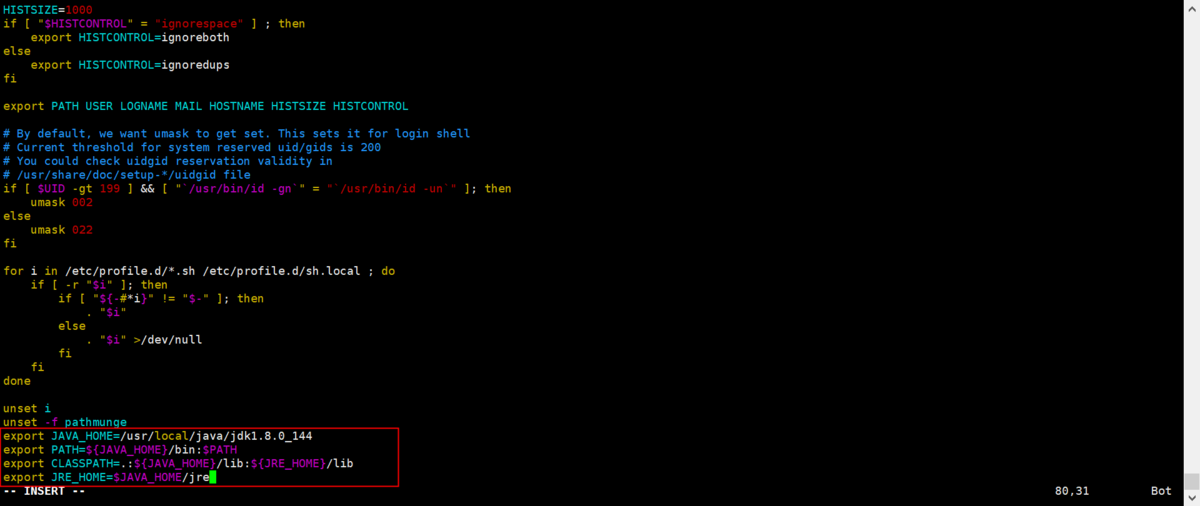 HISTSIZE=1000
if [ "$HISTCONTROL" = "ignorespace" ] ; then
    export HISTCONTROL=ignoreboth
else
    export HISTCONTROL=ignoredups
fi

export PATH USER LOGNAME MAIL HOSTNAME HISTSIZE HISTCONTROL

# By default, we want umask to get set. This sets it for login shell
# Current threshold for system reserved uid/gids is 200
# You could check uidgid reservation validity in
# /usr/share/doc/setup-*/uidgid file
if [ $UID -gt 199 ] && [ "`/usr/bin/id -gn`" = "`/usr/bin/id -un`" ]; then
    umask 002
else
    umask 022
fi

for i in /etc/profile.d/*.sh /etc/profile.d/sh.local ; do
    if [ -r "$i" ]; then
        if [ "${-#*i}" != "$-" ]; then
            . "$i"
        else
            . "$i" >/dev/null
        fi
    fi
done

unset i
unset -f pathmunge
export JAVA_HOME=/usr/local/java/jdk1.8.0_144
export PATH=${JAVA_HOME}/bin:$PATH
export CLASSPATH=.:${JAVA_HOME}/lib:${JRE_HOME}/lib
export JRE_HOME=$JAVA_HOME/jre
-- INSERT -- 80,31 Bot